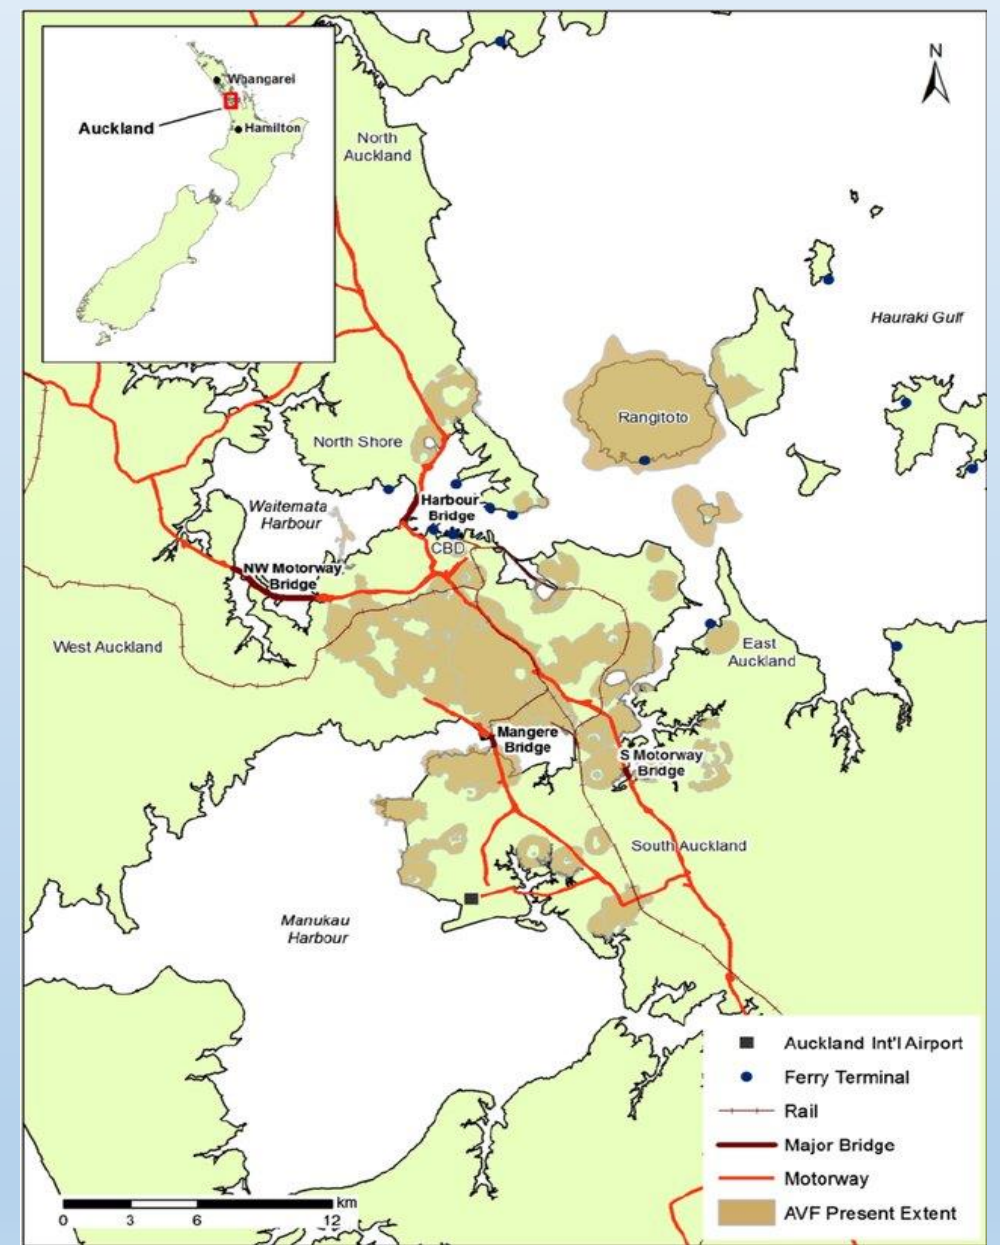 N
Whangarei
Auckland
Hamilton
North
Auckland
Hauraki Gulf
Rangitoto
North Shore
Waitemata
Harbour
Harbour
Bridge
CBD
NW Motorway
Bridge
West Auckland
East
Auckland
Mangere
Bridge
S Motorway
Bridge
South Auckland
Manukau
Harbour
Auckland Int'l Airport
Ferry Terminal
Rail
Major Bridge
Motorway
AVF Present Extent
km
0 3 6 12